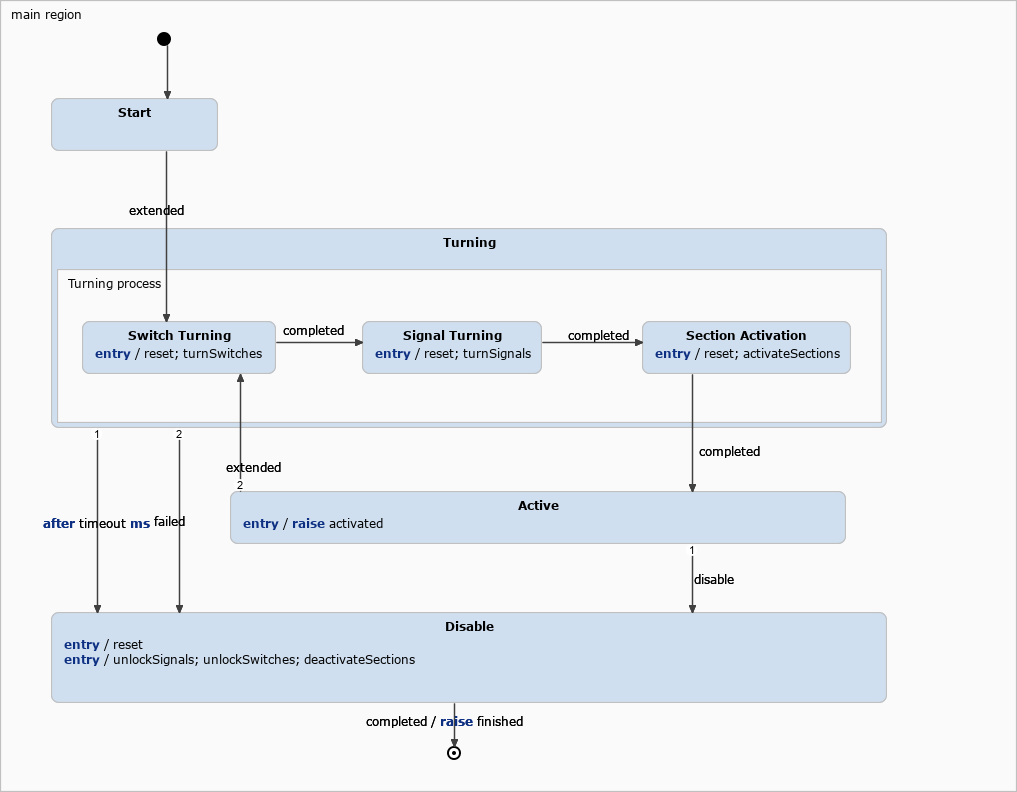 main region
Start
extended
Turning
Turning process
Switch Turning
entry / reset; turnSwitches
completed
Signal Turning
entry / reset; turnSignals
completed
Section Activation
entry / reset; activateSections
1
2
completed
extended
2
Active
entry / raise activated
after timeout ms
failed
1
disable
Disable
entry / reset
entry / unlockSignals; unlockSwitches; deactivateSections
completed / raise finished